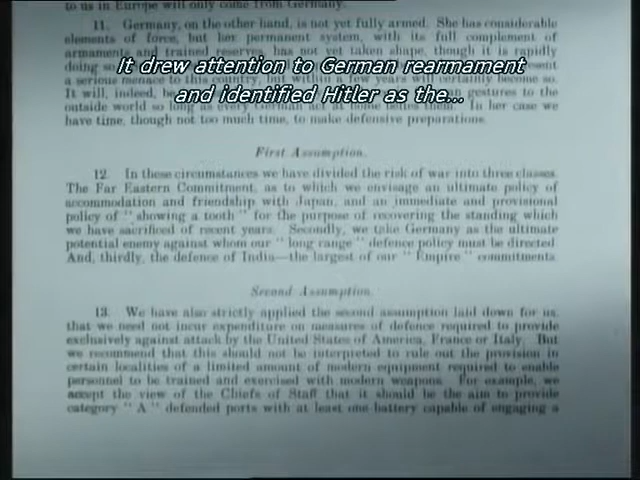 to us in Europe will only come from Germany.
11. Germany, on the other hand, is not yet fully armed. She has considerable
elements of force, but her permanent system, with its full complement of
armaments and trained reserves, has not yet taken shape, though it is rapidly
doing so
It drew attention to German rearmament
a serious menace to this country, but within a few years will certainly become so.
and identified Hitler as the...
It will, indeed, be gestures to the
outside world so long as every German act at home belies them. In her case we
have time, though not too much time, to make defensive preparations.
First Assumption.
12. In these circumstances we have divided the risk of war into three classes.
The Far Eastern Commitment, as to which we envisage an ultimate policy of
accommodation and friendship with Japan, and an immediate and provisional
policy of " showing a tooth " for the purpose of recovering the standing which
we have sacrificed of recent years. Secondly, we take Germany as the ultimate
potential enemy against whom our " long range " defence policy must be directed.
And, thirdly, the defence of India—the largest of our " Empire " commitments.
Second Assumption.
13. We have also strictly applied the second assumption laid down for us,
that we need not incur expenditure on measures of defence required to provide
exclusively against attack by the United States of America, France or Italy. But
we recommend that this should not be interpreted to rule out the provision in
certain localities of a limited amount of modern equipment required to enable
personnel to be trained and exercised with modern weapons. For example, we
accept the view of the Chiefs of Staff that it should be the aim to provide
category " A " defended ports with at least one battery capable of engaging a